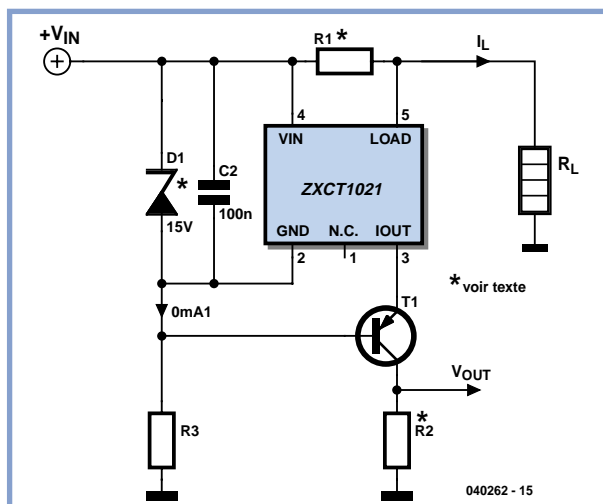 +VIN
R1*
IL
4
5
D1
VIN
LOAD
C2
*
RL
ZXCT1021
15V
100n
GND
N.C.
IOUT
2
1
3
*voir texte
0mA1
T1
VOUT
*
R3
R2
040262 - 15